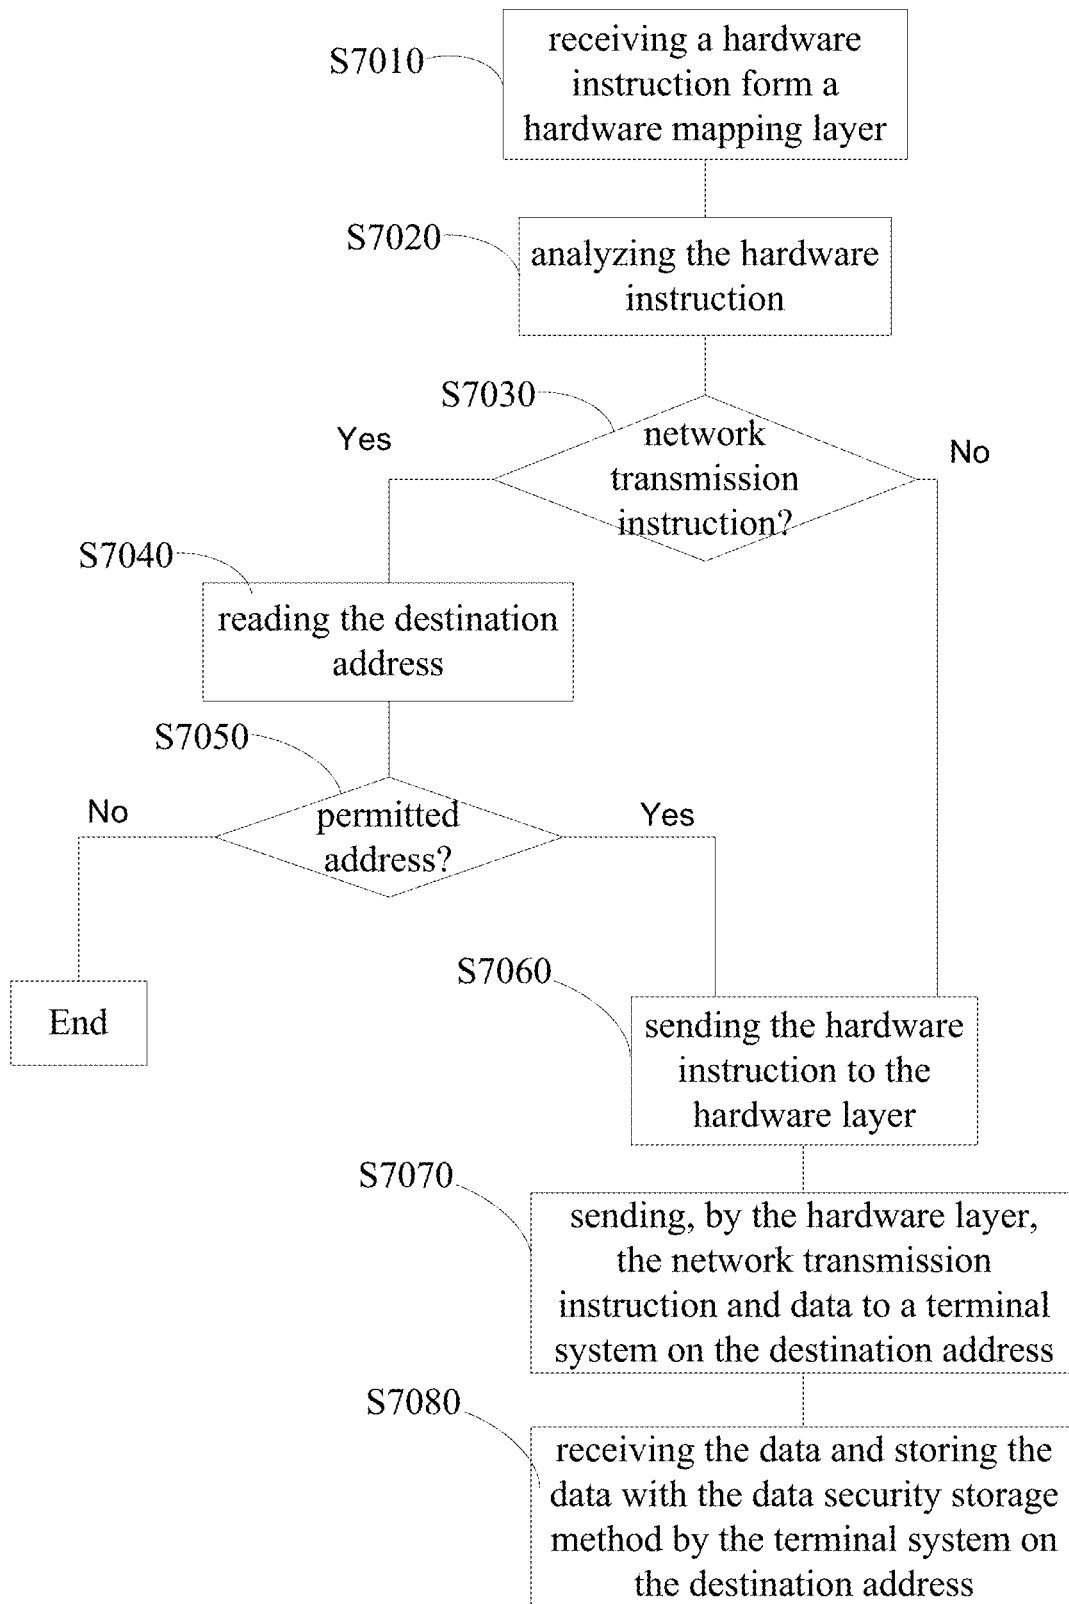 S7010
receiving a hardware
instruction form a
hardware mapping layer
S7020
analyzing the hardware
instruction
S7030
network
transmission
instruction?
Yes
No
S7040
reading the destination
address
S7050
permitted
address?
No
Yes
End
S7060
sending the hardware
instruction to the
hardware layer
S7070
sending, by the hardware layer,
the network transmission
instruction and data to a terminal
system on the destination address
S7080
receiving the data and storing the
data with the data security storage
method by the terminal system on
the destination address